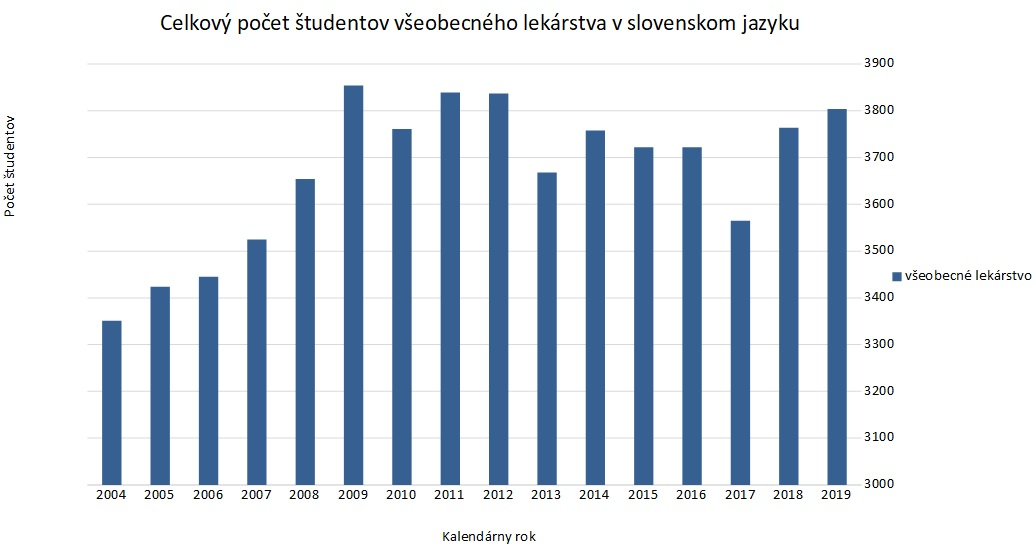 Celkový počet študentov všeobecného lekárstva v slovenskom jazyku
Počet študentov
3900
3800
3700
3600
3500
3400
3300
3200
3100
3000
všeobecné lekárstvo
2004 2005 2006 2007 2008 2009 2010 2011 2012 2013 2014 2015 2016 2017 2018 2019
Kalendárny rok